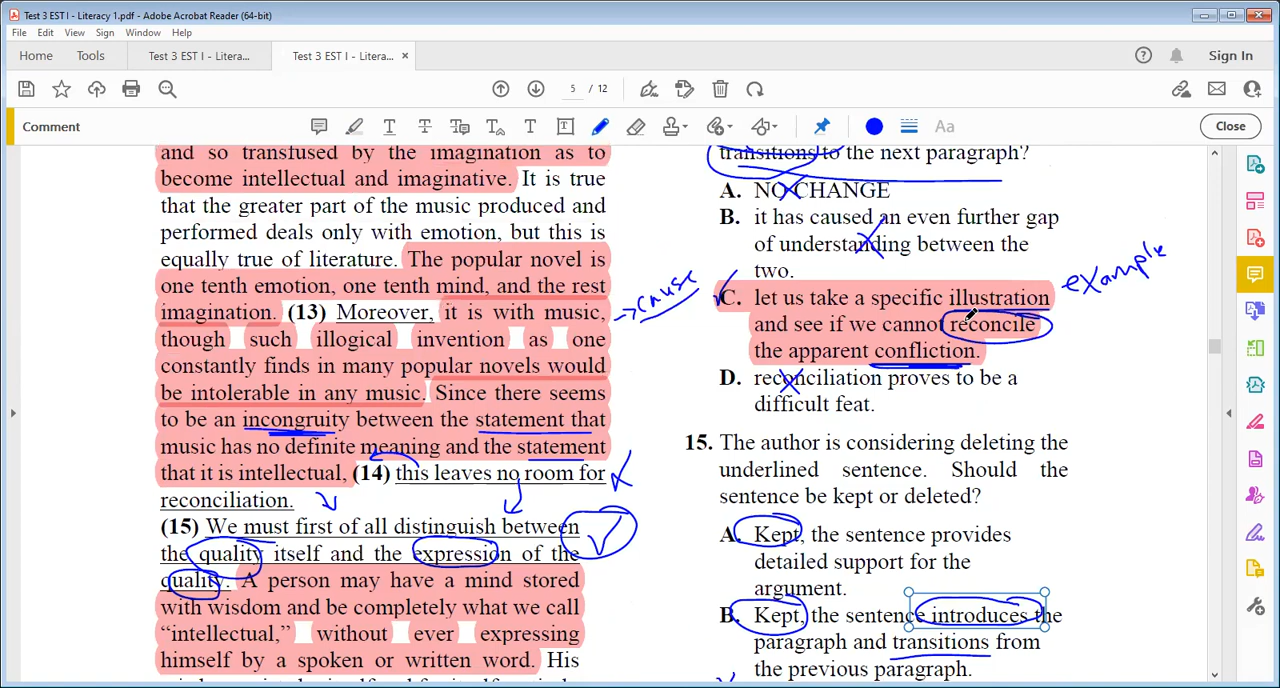 Test 3 EST I - Literacy 1.pdf - Adobe Acrobat Reader (64-bit)
File Edit View Sign Window Help
Home Tools Test 3 EST I - Litera... Test 3 EST I - Litera... × Sign In
5 / 12
Comment Aa Close
and so transfused by the imagination as to
become intellectual and imaginative. It is true
that the greater part of the music produced and
performed deals only with emotion, but this is
equally true of literature. The popular novel is
one tenth emotion, one tenth mind, and the rest
imagination. (13) Moreover, it is with music,
though such illogical invention as one
constantly finds in many popular novels would
be intolerable in any music. Since there seems
to be an incongruity between the statement that
music has no definite meaning and the statement
that it is intellectual, (14) this leaves no room for
reconciliation.
(15) We must first of all distinguish between
the quality itself and the expression of the
quality. A person may have a mind stored
with wisdom and be completely what we call
“intellectual,” without ever expressing
himself by a spoken or written word. His
cause
transitions to the next paragraph?
A. NO CHANGE
B. it has caused an even further gap
of understanding between the
two.
C. let us take a specific illustration
and see if we cannot reconcile
the apparent confliction.
D. reconciliation proves to be a
difficult feat.
example
15. The author is considering deleting the
underlined sentence. Should the
sentence be kept or deleted?
A. Kept, the sentence provides
detailed support for the
argument.
B. Kept, the sentence introduces the
paragraph and transitions from
the previous paragraph.